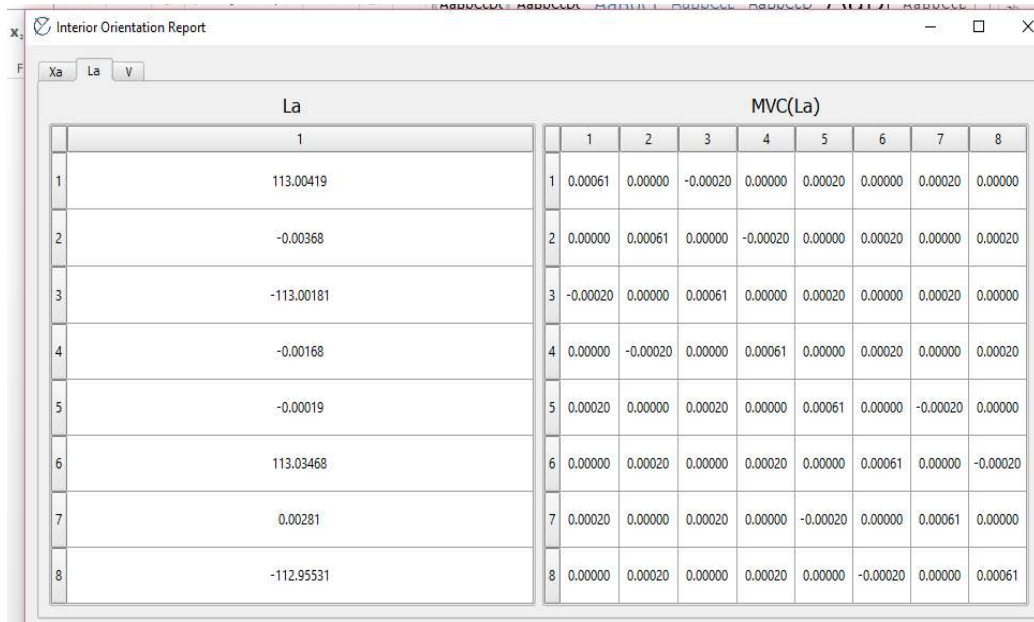 Interior Orientation Report
Xa La V
La MVC(La)
1 1 2 3 4 5 6 7 8
1 113.00419 1 0.00061 0.00000 -0.00020 0.00000 0.00020 0.00000 0.00020 0.00000
2 -0.00368 2 0.00000 0.00061 0.00000 -0.00020 0.00000 0.00020 0.00000 0.00020
3 -113.00181 3 -0.00020 0.00000 0.00061 0.00000 0.00020 0.00000 0.00020 0.00000
4 -0.00168 4 0.00000 -0.00020 0.00000 0.00061 0.00000 0.00020 0.00000 0.00020
5 -0.00019 5 0.00020 0.00000 0.00020 0.00000 0.00061 0.00000 -0.00020 0.00000
6 113.03468 6 0.00000 0.00020 0.00000 0.00020 0.00000 0.00061 0.00000 -0.00020
7 0.00281 7 0.00020 0.00000 0.00020 0.00000 -0.00020 0.00000 0.00061 0.00000
8 -112.95531 8 0.00000 0.00020 0.00000 0.00020 0.00000 -0.00020 0.00000 0.00061